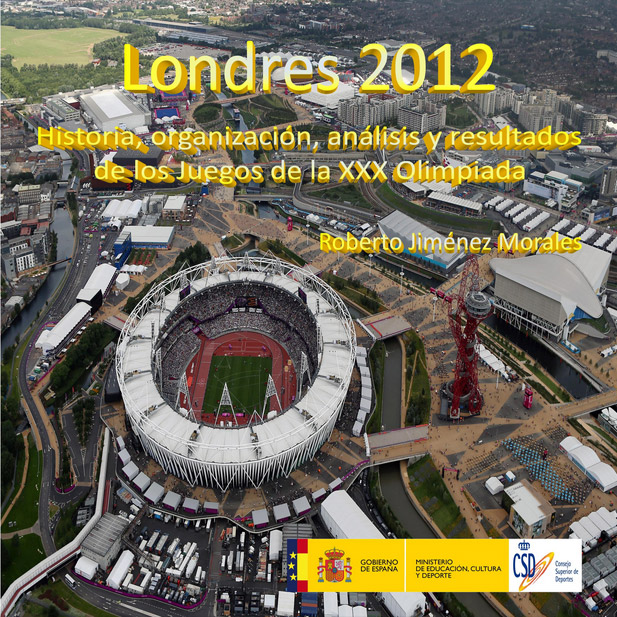 Londres 2012
Historia, organización, análisis y resultados
de los Juegos de la XXX Olimpiada
Roberto Jiménez Morales
GOBIERNO
DE ESPAÑA
MINISTERIO
DE EDUCACIÓN, CULTURA
Y DEPORTE
CSD
Consejo
Superior de
Deportes